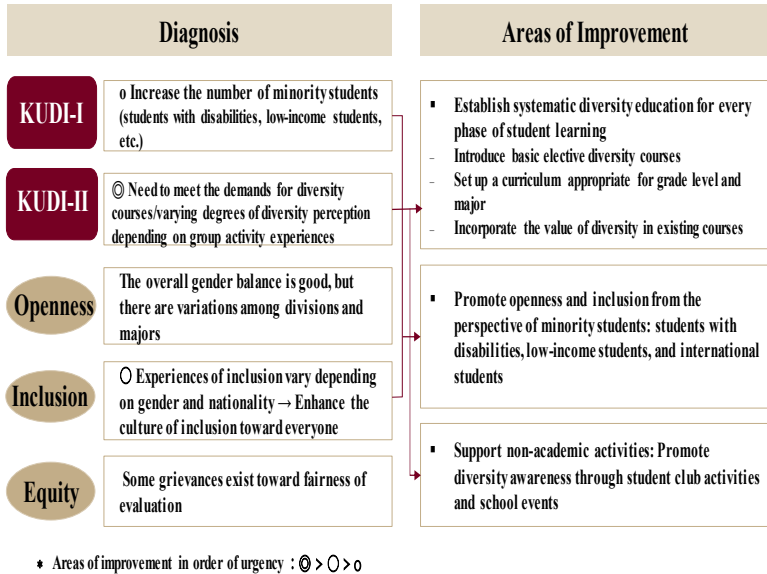 Diagnosis
Areas of Improvement
KUDI-I
o Increase the number of minority students
(students with disabilities, low-income students,
etc.)
KUDI-II
◎ Need to meet the demands for diversity
courses/varying degrees of diversity perception
depending on group activity experiences
Openness
The overall gender balance is good, but
there are variations among divisions and
majors
Inclusion
○ Experiences of inclusion vary depending
on gender and nationality → Enhance the
culture of inclusion toward everyone
Equity
Some grievances exist toward fairness of
evaluation
▪ Establish systematic diversity education for every
phase of student learning
– Introduce basic elective diversity courses
– Set up a curriculum appropriate for grade level and
major
– Incorporate the value of diversity in existing courses
▪ Promote openness and inclusion from the
perspective of minority students: students with
disabilities, low-income students, and international
students
▪ Support non-academic activities: Promote
diversity awareness through student club activities
and school events
* Areas of improvement in order of urgency : ◎ > ○ > o